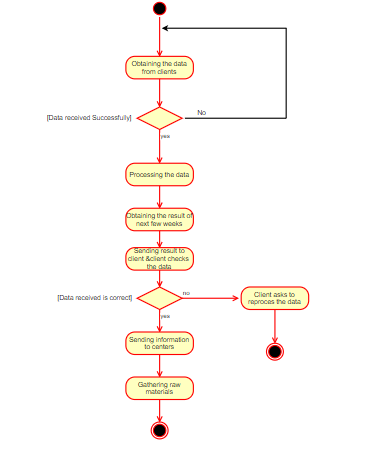 Obtaining the data
from clients
No
[Data received Successfully]
yes
Processing the data
Obtaining the result of
next few weeks
Sending result to
client &client checks
the data
no
Client asks to
reproces the data
[Data received is correct]
yes
Sending information
to centers
Gathering raw
materials